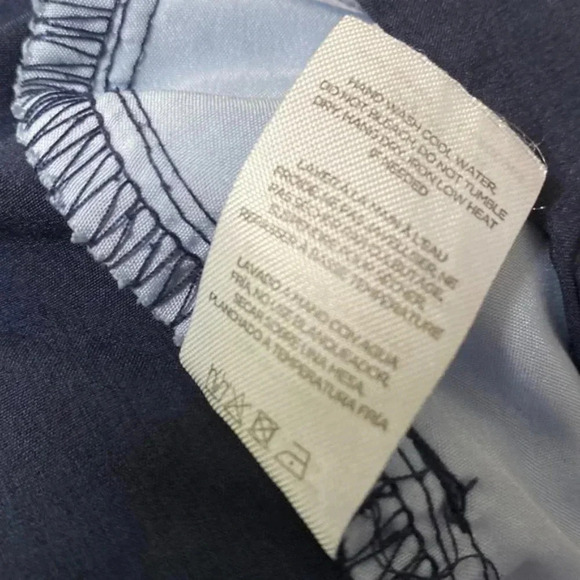 HAND WASH COOL WATER.
DO NOT BLEACH. DO NOT TUMBLE
DRY. HANG DRY. IRON LOW HEAT
IF NEEDED
LAVER À LA MAIN À L'EAU
FROIDE. NE PAS JAVELLISER. NE
PAS SÉCHER PAR CULBUTAGE.
SUSPENDRE POUR SÉCHER.
REPASSER À BASSE TEMPÉRATURE
LAVADO A MANO CON AGUA
FRÍA. NO USE BLANQUEADOR.
SECAR SOBRE UNA MESA.
PLANCHADO A TEMPERATURA FRÍA